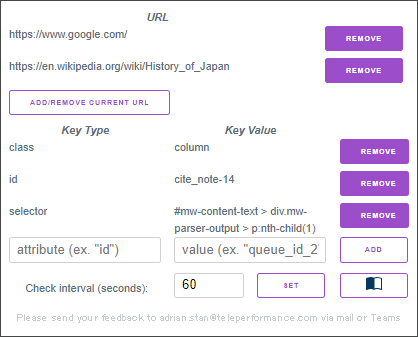 URL
https://www.google.com/ REMOVE
https://en.wikipedia.org/wiki/History_of_Japan REMOVE
ADD/REMOVE CURRENT URL
Key Type Key Value
class column REMOVE
id cite_note-14 REMOVE
selector #mw-content-text > div.mw-
parser-output > p:nth-child(1) REMOVE
attribute (ex. "id") value (ex. "queue_id_2" ADD
Check interval (seconds): 60 SET
Please send your feedback to adrian.stan@teleperformance.com via mail or Teams